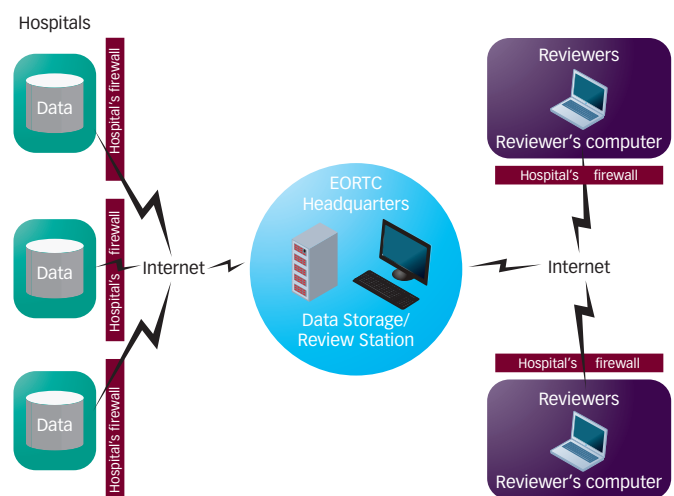 Hospitals
Data
Hospital's firewall
Data
Hospital's firewall
Data
Hospital's firewall
Internet
EORTC
Headquarters
Data Storage/
Review Station
Internet
Reviewers
Reviewer's computer
Hospital's firewall
Hospital's firewall
Reviewers
Reviewer's computer